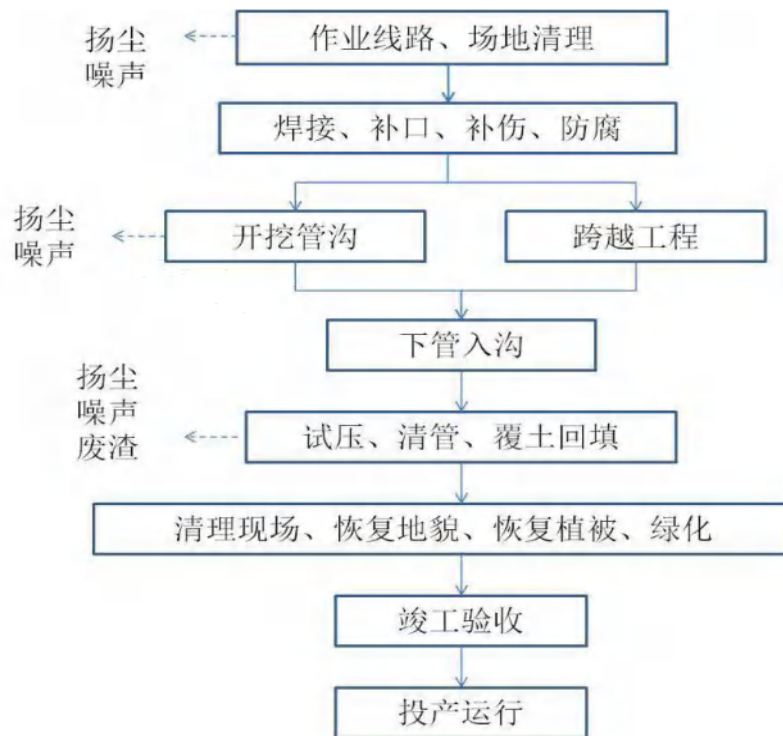 扬尘
噪声
作业线路、场地清理
焊接、补口、补伤、防腐
扬尘
噪声
开挖管沟
跨越工程
下管入沟
扬尘
噪声
废渣
试压、清管、覆土回填
清理现场、恢复地貌、恢复植被、绿化
竣工验收
投产运行